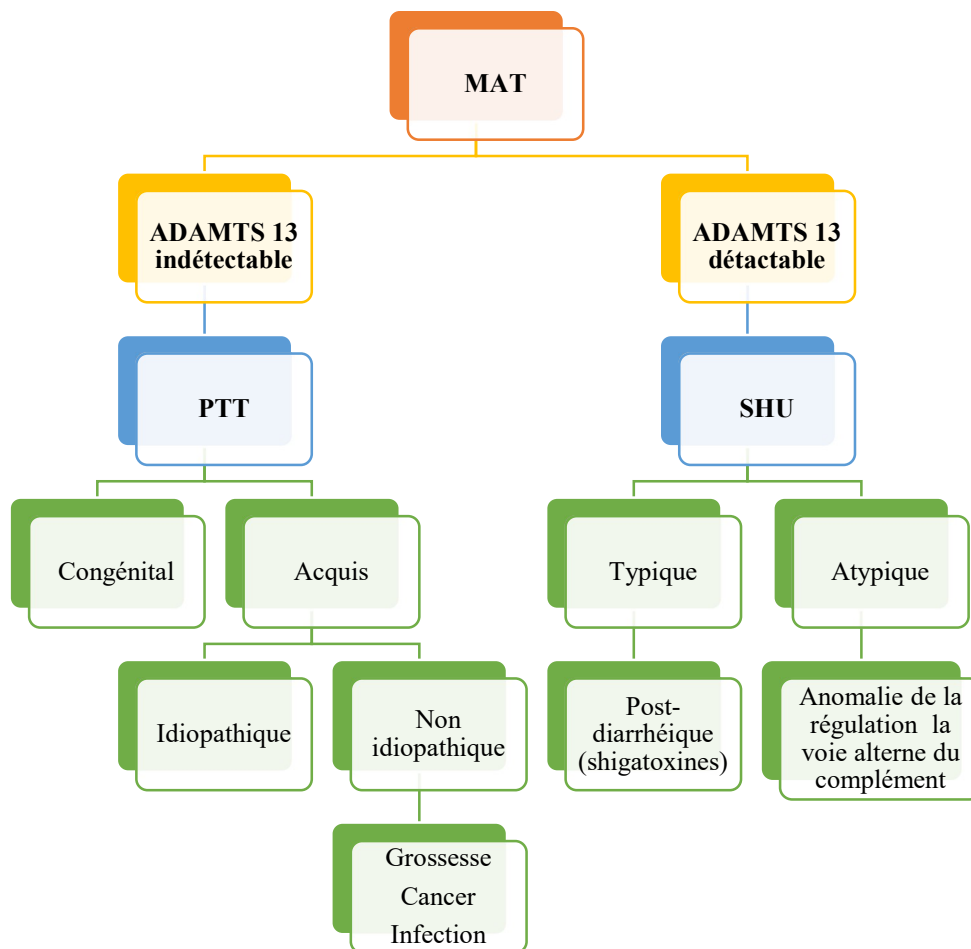 MAT
ADAMTS 13
indétectable
ADAMTS 13
détactable
PTT
SHU
Congénital
Acquis
Typique
Atypique
Idiopathique
Non
idiopathique
Post-
diarrhéique
(shigatoxines)
Anomalie de la
régulation la
voie alterne du
complément
Grossesse
Cancer
Infection